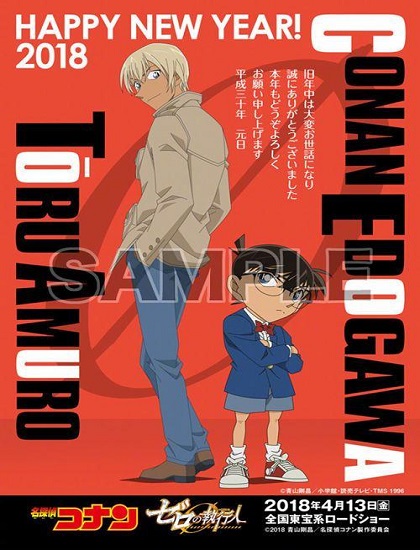 HAPPY NEW YEAR!
2018
CONAN EDOGAWA
旧年中は大変お世話になり
誠にありがとうございました
本年もどうぞよろしく
お願い申し上げます
平成三十年 元日
TŌRU AMURO
SAMPLE
©青山剛昌/小学館・読売テレビ・TMS 1996
名探偵コナン
ゼロの執行人
2018年4月13日(金)
全国東宝系ロードショー
©2018 青山剛昌/名探偵コナン製作委員会